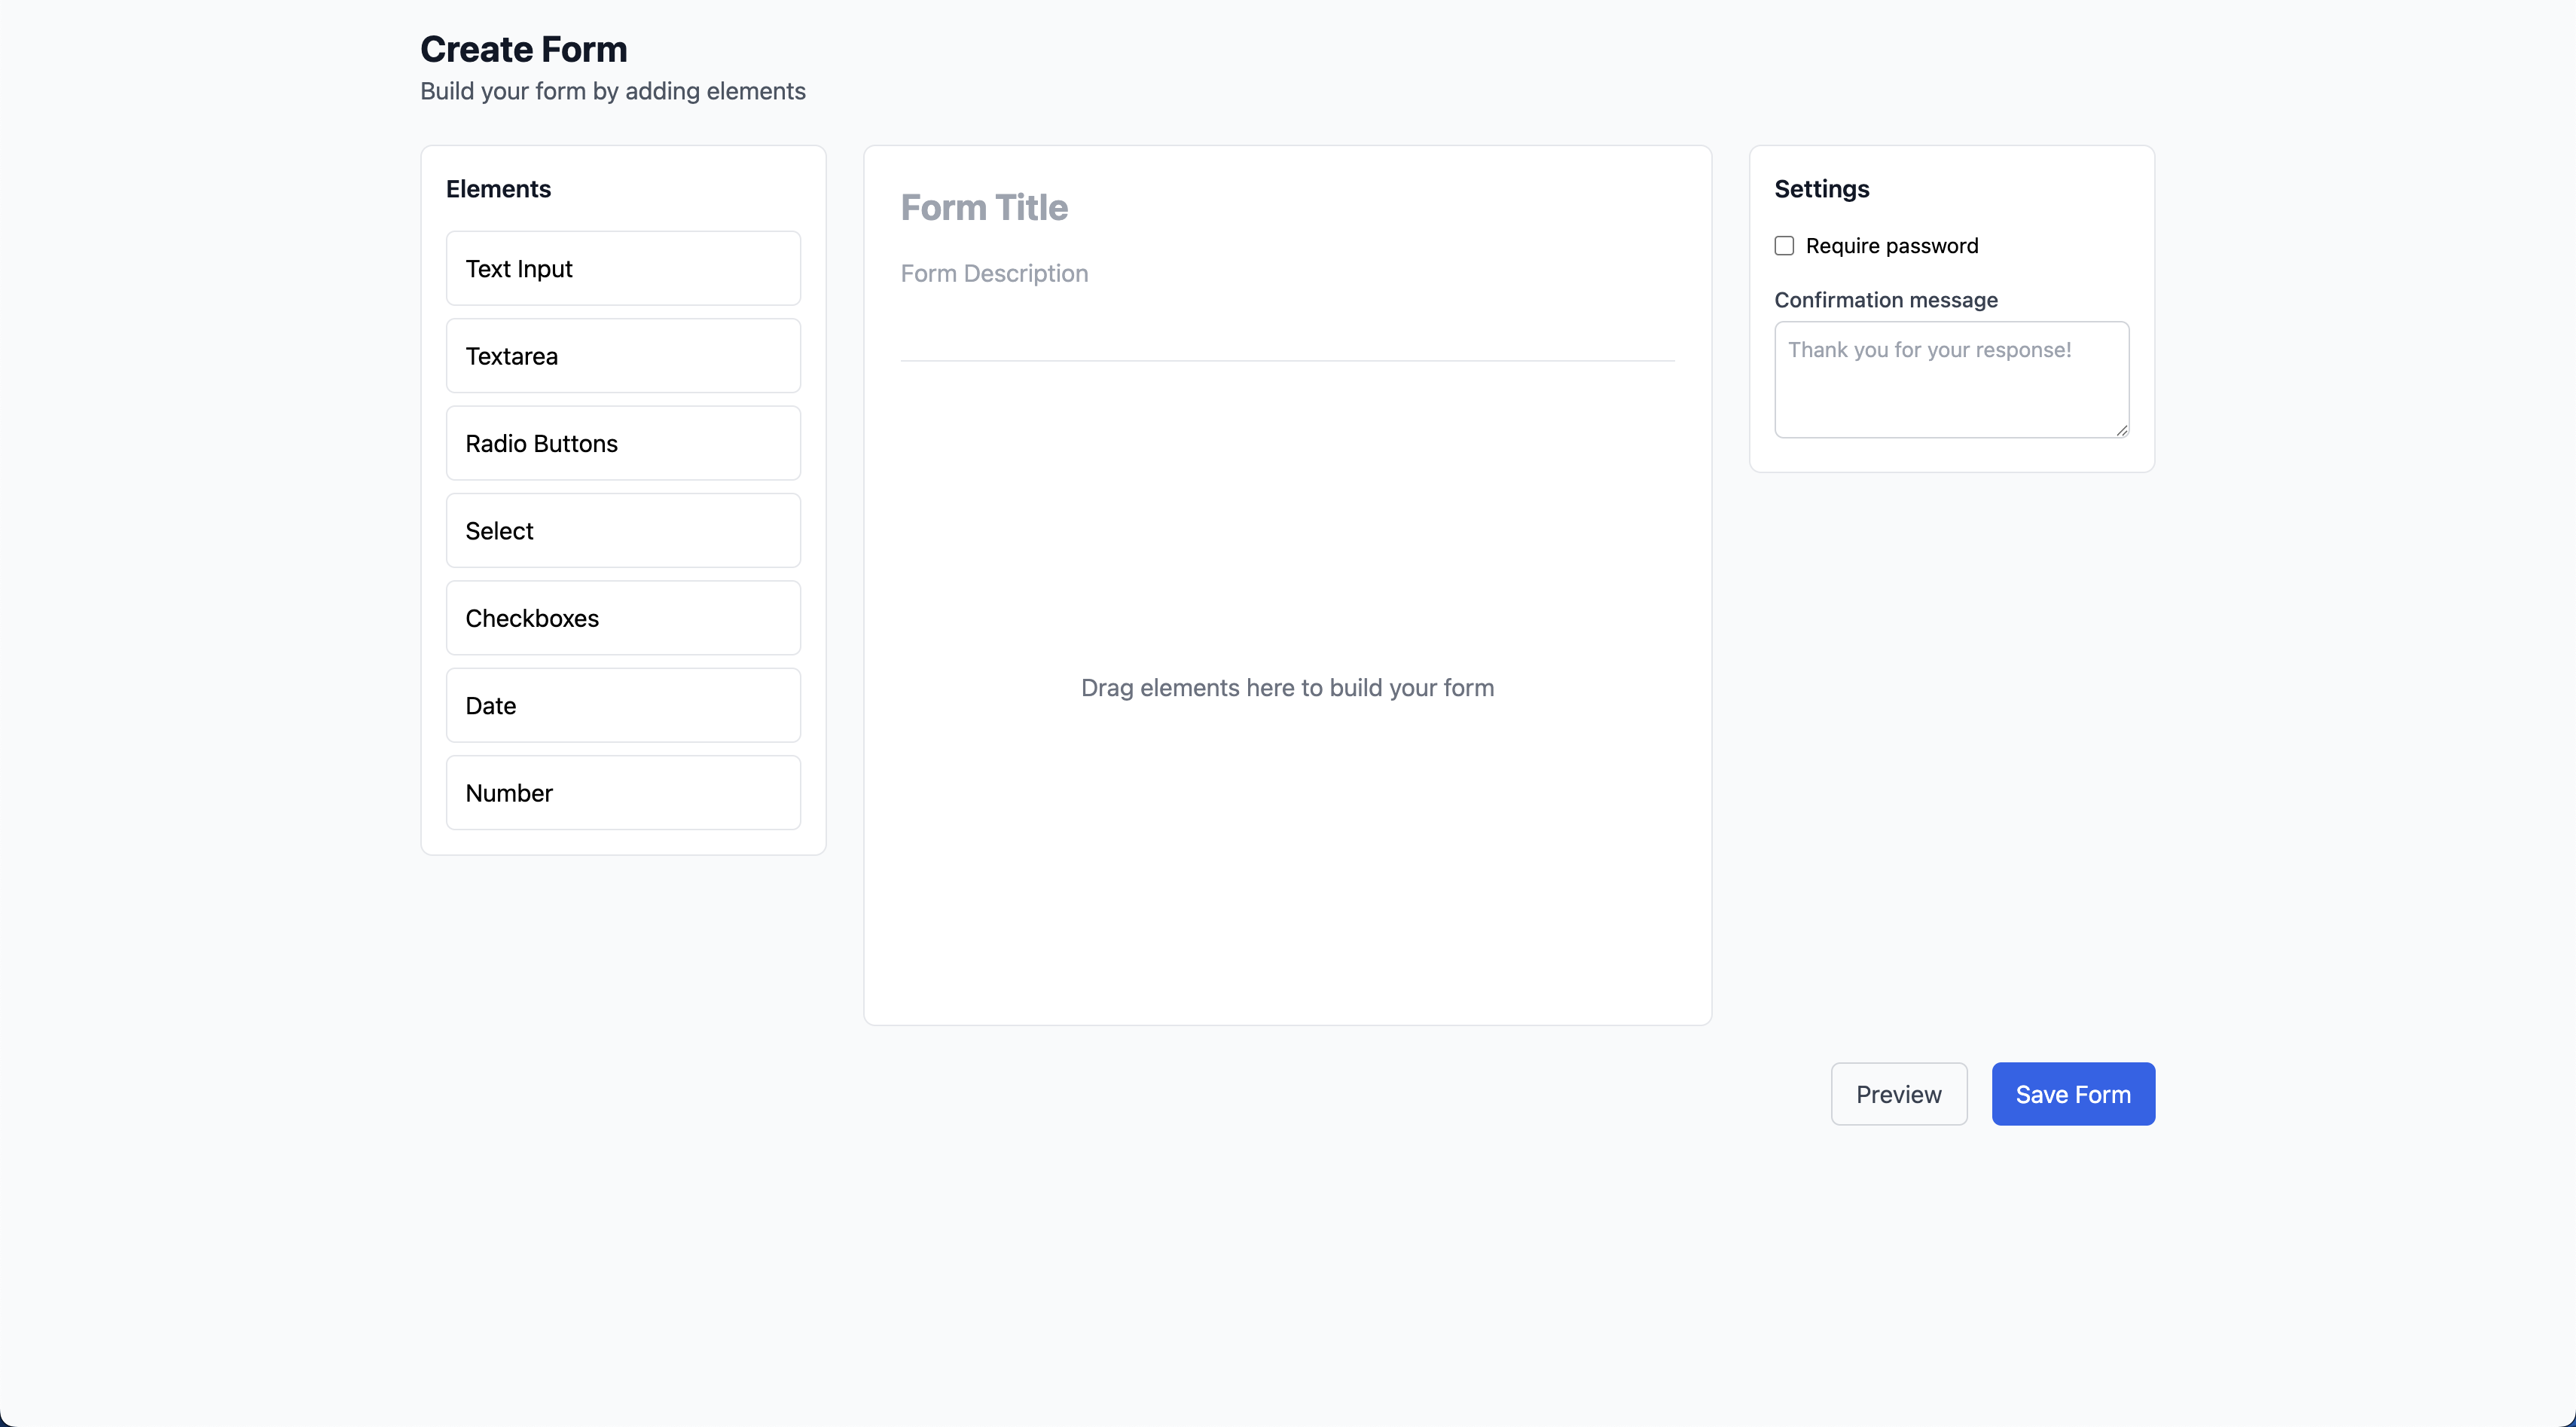 Create Form
Build your form by adding elements
Elements
Text Input
Textarea
Radio Buttons
Select
Checkboxes
Date
Number
Form Title
Form Description
Drag elements here to build your form
Settings
Require password
Confirmation message
Thank you for your response!
Preview
Save Form